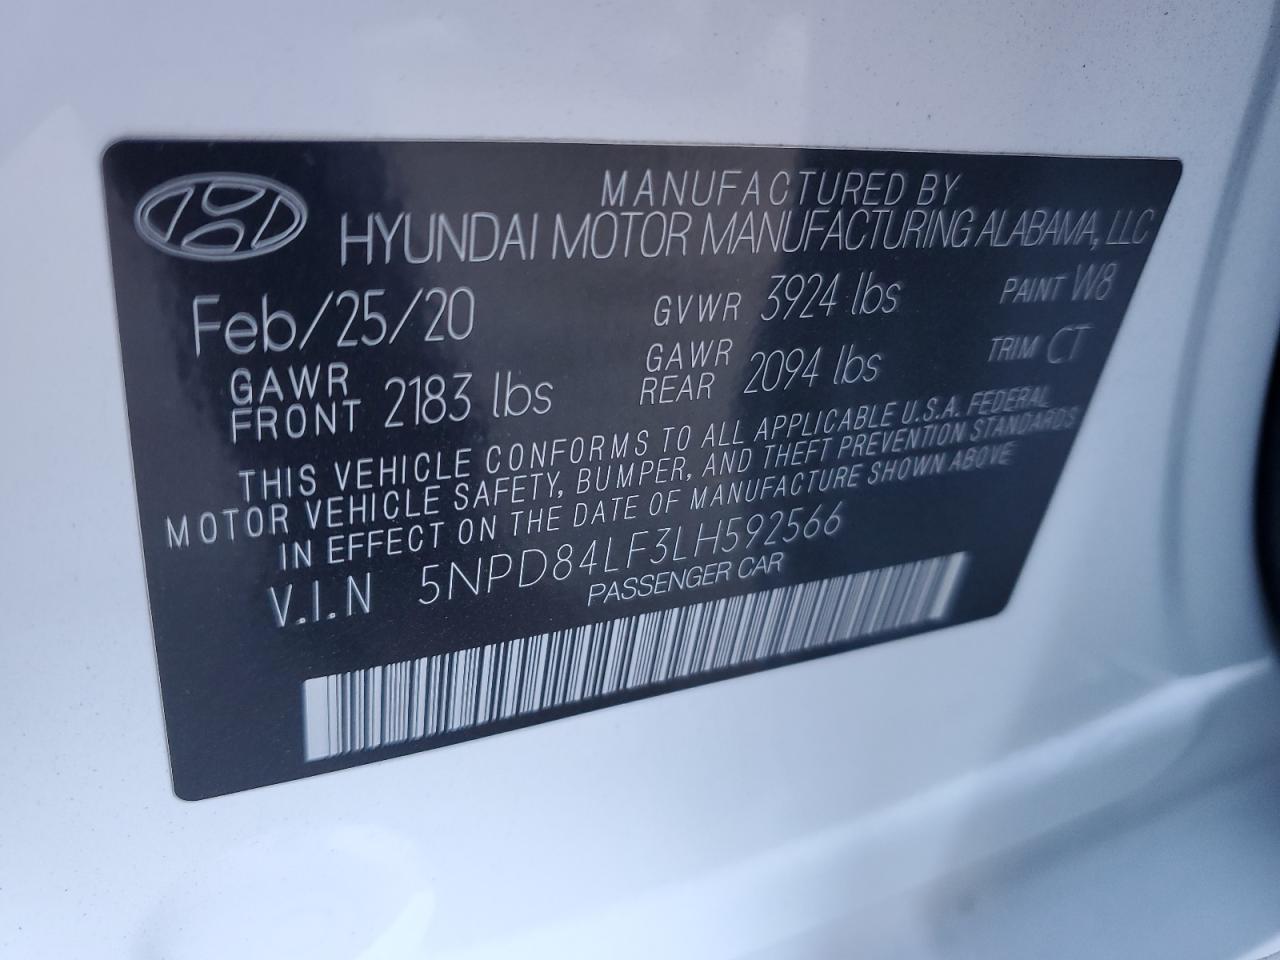 MANUFACTURED BY
HYUNDAI MOTOR MANUFACTURING ALABAMA, LLC
Feb/25/20 GVWR 3924 lbs PAINT W8
GAWR FRONT 2183 lbs GAWR REAR 2094 lbs TRIM CT
THIS VEHICLE CONFORMS TO ALL APPLICABLE U.S.A. FEDERAL
MOTOR VEHICLE SAFETY, BUMPER, AND THEFT PREVENTION STANDARDS
IN EFFECT ON THE DATE OF MANUFACTURE SHOWN ABOVE
V.I.N 5NPD84LF3LH592566
PASSENGER CAR